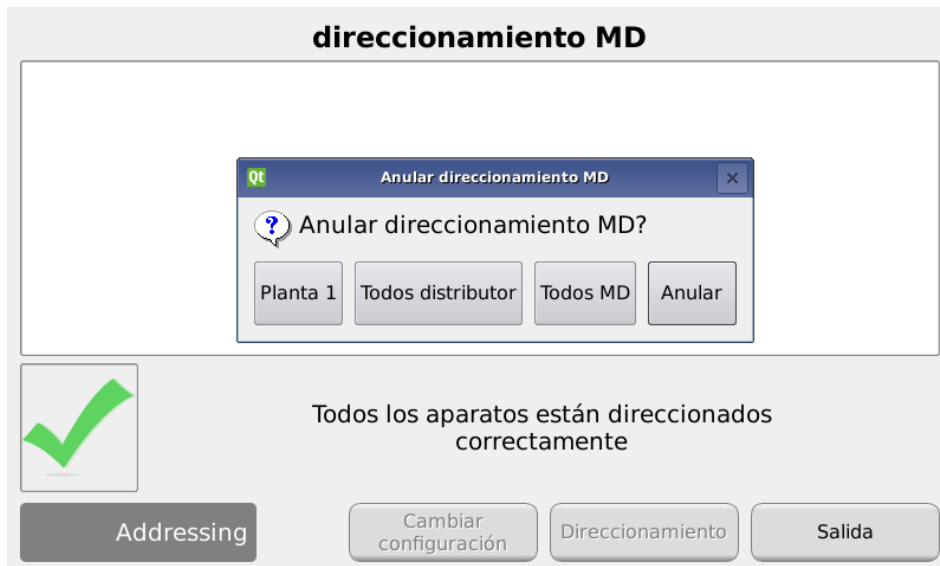 direccionamiento MD
Qt Anular direccionamiento MD
? Anular direccionamiento MD?
Planta 1 Todos distributor Todos MD Anular
Todos los aparatos están direccionados
correctamente
Addressing
Cambiar
configuración
Direccionamiento
Salida